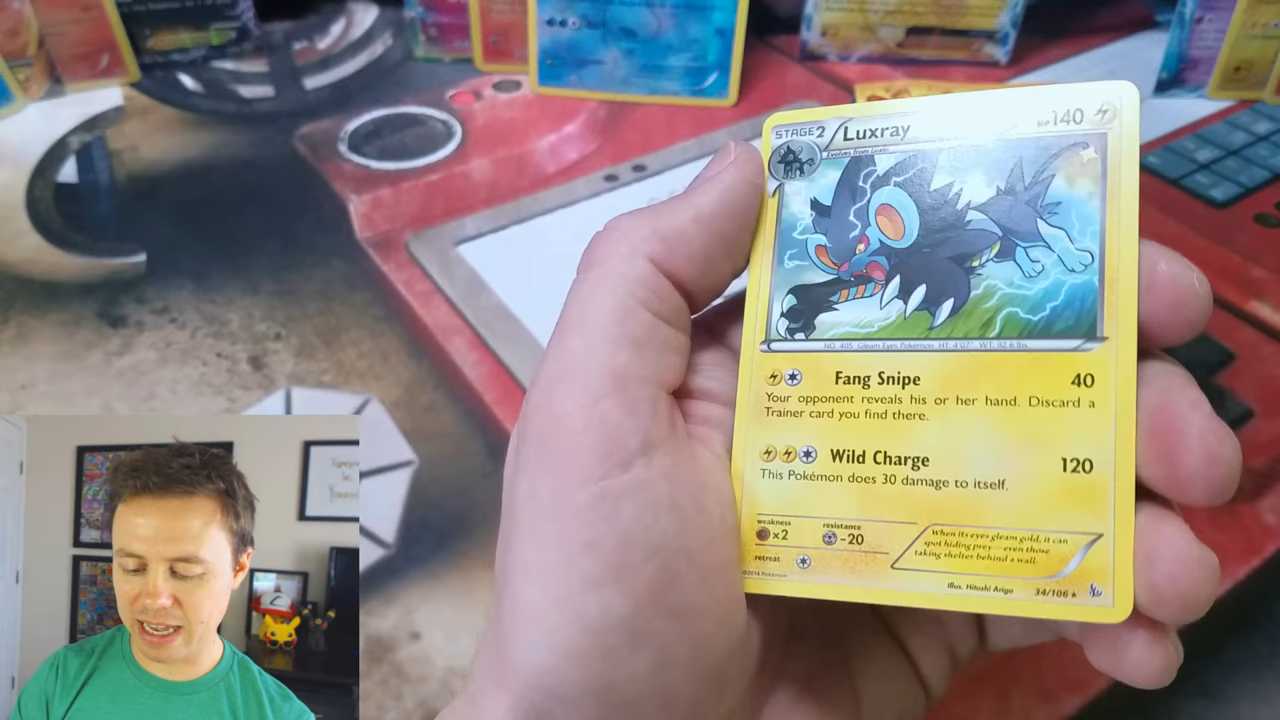 STAGE2 Luxray HP140
Evolves from Luxio
NO. 405 Gleam Eyes Pokémon HT: 4'07" WT: 92.6 lbs.
Fang Snipe 40
Your opponent reveals his or her hand. Discard a
Trainer card you find there.
Wild Charge 120
This Pokémon does 30 damage to itself.
weakness resistance
×2 -20
retreat
When its eyes gleam gold, it can
spot hiding prey—even those
taking shelter behind a wall.
©2014 Pokémon
Illus. Hitoshi Ariga
34/106 ★